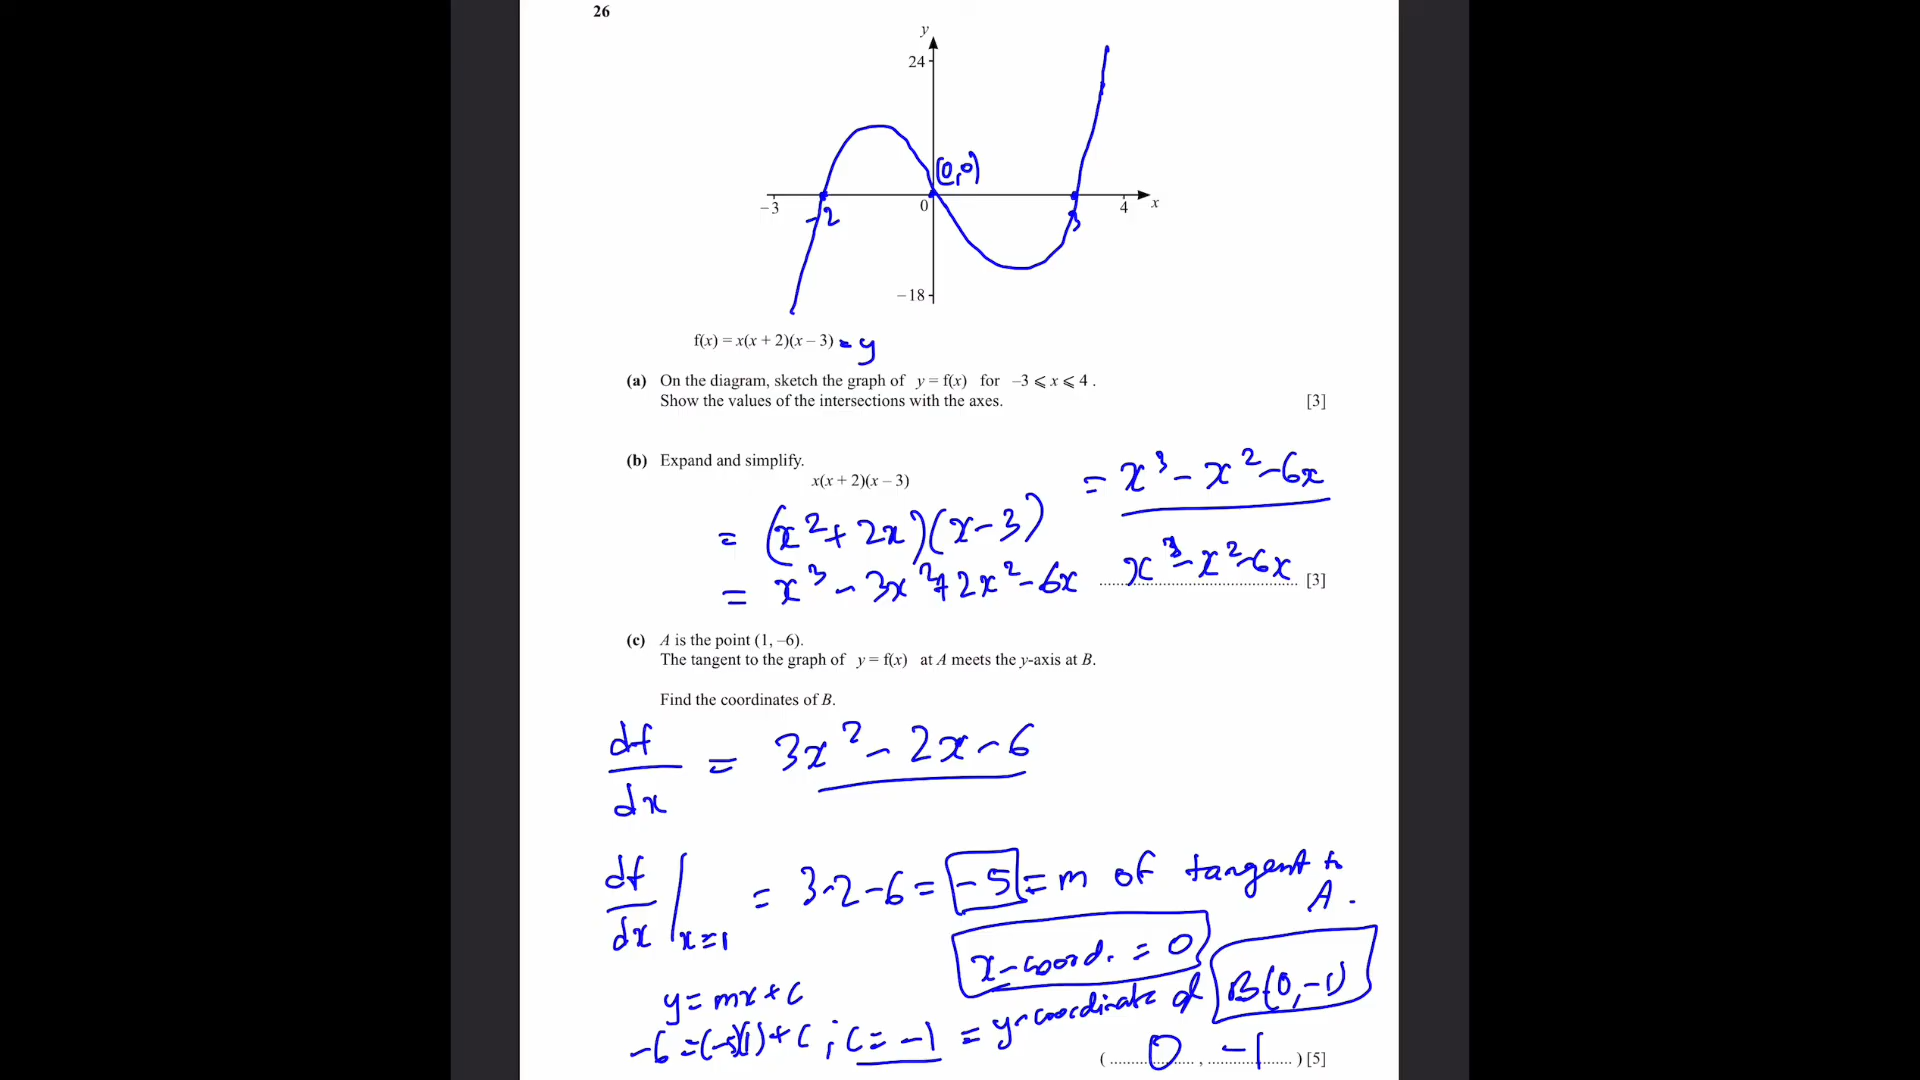 26
y
24
(0,0)
−3
-2
0
3
4
x
−18
f(x) = x(x + 2)(x − 3) = y
(a) On the diagram, sketch the graph of y = f(x) for −3 ⩽ x ⩽ 4 .
Show the values of the intersections with the axes. [3]
(b) Expand and simplify.
x(x + 2)(x − 3)
= x³ - x² - 6x
= (x² + 2x)(x - 3)
= x³ - 3x² + 2x² - 6x
x³ - x² - 6x [3]
(c) A is the point (1, −6).
The tangent to the graph of y = f(x) at A meets the y-axis at B.
Find the coordinates of B.
df/dx = 3x² - 2x - 6
df/dx | x=1 = 3-2-6 = -5 = m of tangent to A.
x-coord. = 0
y = mx + c
-6 = (-5)(1) + c ; c = -1 = y-coordinate of B(0,-1)
( 0 , -1 ) [5]